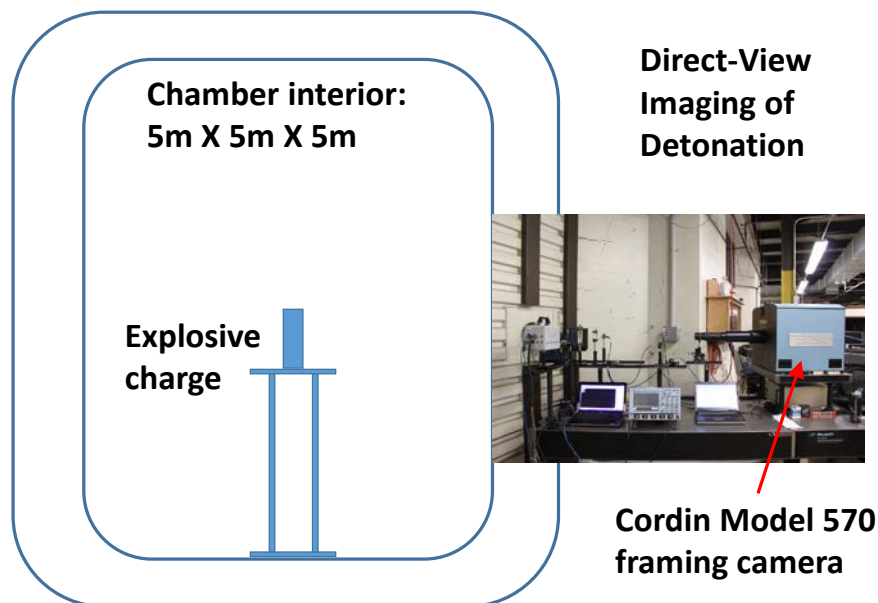 Chamber interior:
5m X 5m X 5m
Direct-View
Imaging of
Detonation
Explosive
charge
Cordin Model 570
framing camera